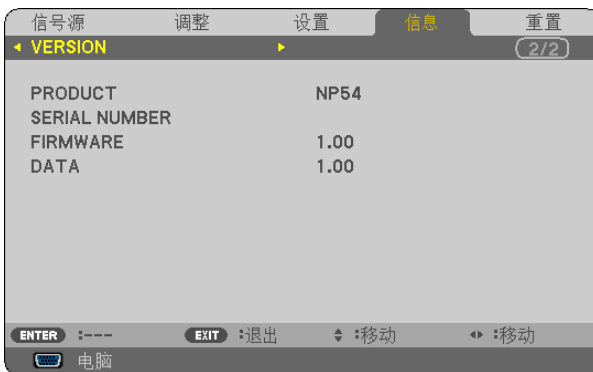 信号源 调整 设置 信息 重置
VERSION 2/2
PRODUCT NP54
SERIAL NUMBER
FIRMWARE 1.00
DATA 1.00
ENTER :--- EXIT :退出 :移动 :移动
电脑